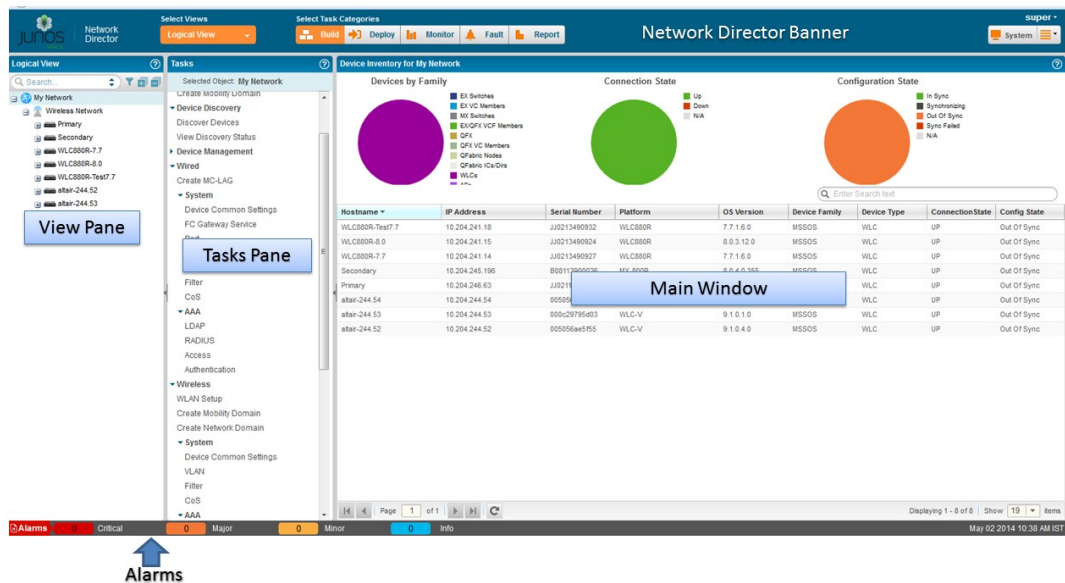 Select Views
Select Task Categories
super
JUNOS
Network
Director
Logical View
Build
Deploy
Monitor
Fault
Report
Network Director Banner
System
Logical View
Tasks
Device Inventory for My Network
Search...
Selected Object: My Network
My Network
Wireless Network
Primary
Secondary
WLC880R-7.7
WLC880R-8.0
WLC880R-Test7.7
altair-244.52
altair-244.53
View Pane
Create Mobility Domain
Device Discovery
Discover Devices
View Discovery Status
Device Management
Wired
Create MC-LAG
System
Device Common Settings
FC Gateway Service
Tasks Pane
Filter
CoS
AAA
LDAP
RADIUS
Access
Authentication
Wireless
WLAN Setup
Create Mobility Domain
Create Network Domain
System
Device Common Settings
VLAN
Filter
CoS
AAA
Devices by Family
EX Switches
EX VC Members
MX Switches
EX/QFX VCF Members
QFX
QFX VC Members
QFabric Nodes
QFabric ICs/Dirs
WLCs
Connection State
Up
Down
N/A
Configuration State
In Sync
Synchronizing
Out Of Sync
Sync Failed
N/A
Enter Search text
Hostname IP Address Serial Number Platform OS Version Device Family Device Type ConnectionState Config State
WLC880R-Test7.7 10.204.241.18 JJ0213490932 WLC880R 7.7.1.6.0 MSSOS WLC UP Out Of Sync
WLC880R-8.0 10.204.241.15 JJ0213490924 WLC880R 8.0.3.12.0 MSSOS WLC UP Out Of Sync
WLC880R-7.7 10.204.241.14 JJ0213490927 WLC880R 7.7.1.6.0 MSSOS WLC UP Out Of Sync
Secondary 10.204.245.196 MX-800R 8.0.4.0.355 MSSOS WLC UP Out Of Sync
Primary 10.204.246.63 WLC UP Out Of Sync
Main Window
altair-244.54 10.204.244.54 WLC UP Out Of Sync
altair-244.53 10.204.244.53 000c29795d03 WLC-V 9.1.0.1.0 MSSOS WLC UP Out Of Sync
altair-244.52 10.204.244.52 005056ae5f55 WLC-V 9.1.0.4.0 MSSOS WLC UP Out Of Sync
Page 1 of 1
Displaying 1 - 8 of 8 Show 19 items
Alarms 0 Critical 0 Major 0 Minor 0 Info May 02 2014 10:38 AM IST
Alarms